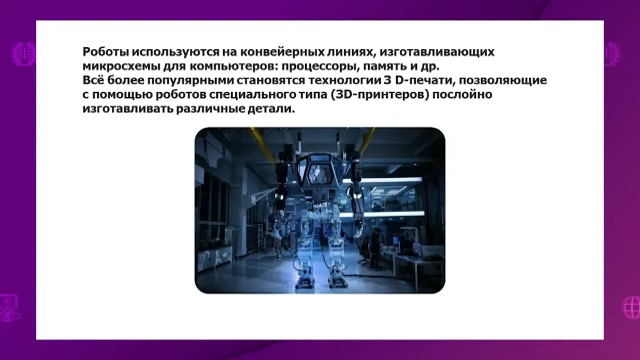 Роботы используются на конвейерных линиях, изготавливающих
микросхемы для компьютеров: процессоры, память и др.
Всё более популярными становятся технологии 3 D-печати, позволяющие
с помощью роботов специального типа (3D-принтеров) послойно
изготавливать различные детали.